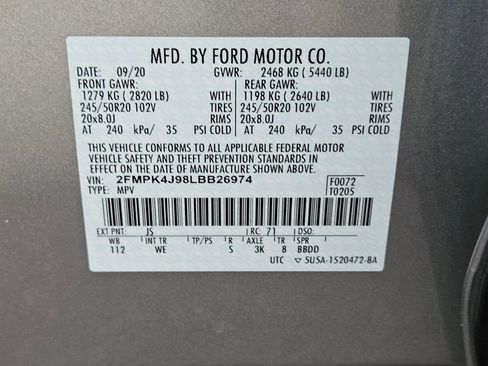 MFD. BY FORD MOTOR CO.
DATE: 09/20 GVWR: 2468 KG ( 5440 LB)
FRONT GAWR: REAR GAWR:
1279 KG ( 2820 LB) WITH 1198 KG ( 2640 LB) WITH
245/50R20 102V TIRES 245/50R20 102V TIRES
20x8.0J RIMS 20x8.0J RIMS
AT 240 kPa/ 35 PSI COLD AT 240 kPa/ 35 PSI COLD
THIS VEHICLE CONFORMS TO ALL APPLICABLE FEDERAL MOTOR
VEHICLE SAFETY AND THEFT PREVENTION STANDARDS IN
EFFECT ON THE DATE OF MANUFACTURE SHOWN ABOVE.
VIN: 2FMPK4J98LBB26974 F0072
TYPE: MPV T0205
EXT PNT: JS RC: 71 DSO:
WB INT TR TP/PS R AXLE TR SPR
112 WE S 3K 8 BBDD
UTC 5U5A-1520472-BA